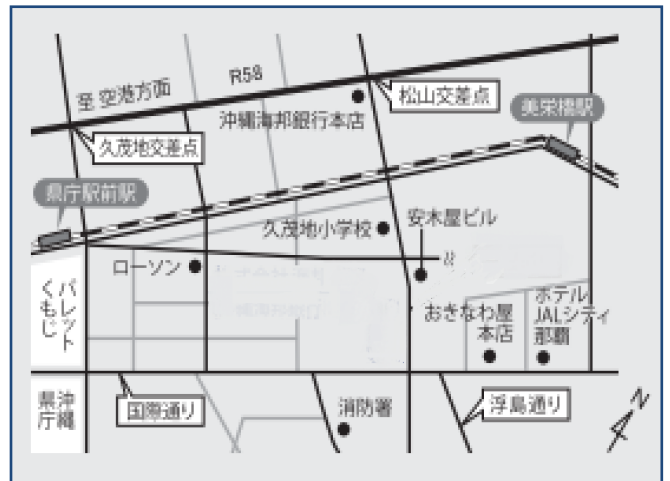 至 空港方面
R58
沖縄海邦銀行本店
松山交差点
美栄橋駅
久茂地交差点
県庁駅前駅
久茂地小学校
安木屋ビル
ローソン
パレット
くもじ
おきなわ屋
本店
ホテル
JALシティ
那覇
沖縄
県庁
国際通り
消防署
浮島通り
N